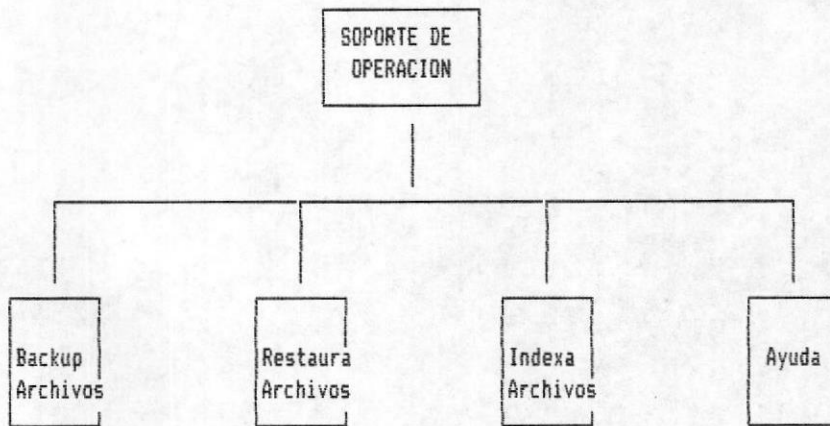 SOPORTE DE
OPERACION
Backup
Archivos
Restaura
Archivos
Indexa
Archivos
Ayuda